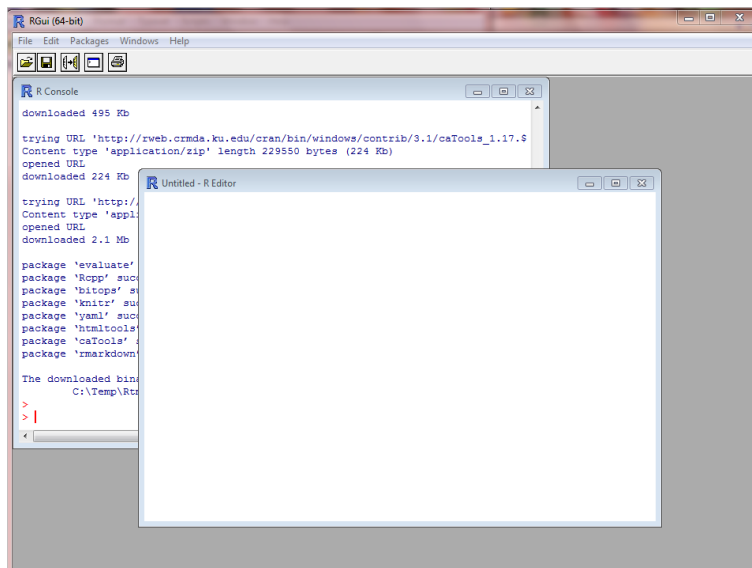 RGui (64-bit)
File Edit Packages Windows Help
R Console
downloaded 495 Kb
trying URL 'http://rweb.crmda.ku.edu/cran/bin/windows/contrib/3.1/caTools_1.17.$
Content type 'application/zip' length 229550 bytes (224 Kb)
opened URL
downloaded 224 Kb
trying URL 'http:/
Content type 'appl
opened URL
downloaded 2.1 Mb
package ‘evaluate’
package ‘Rcpp’ suc
package ‘bitops’ s
package ‘knitr’ suc
package ‘yaml’ succ
package ‘htmltools’
package ‘caTools’
package ‘rmarkdown’
The downloaded bina
C:\Temp\Rt
>
>
Untitled - R Editor